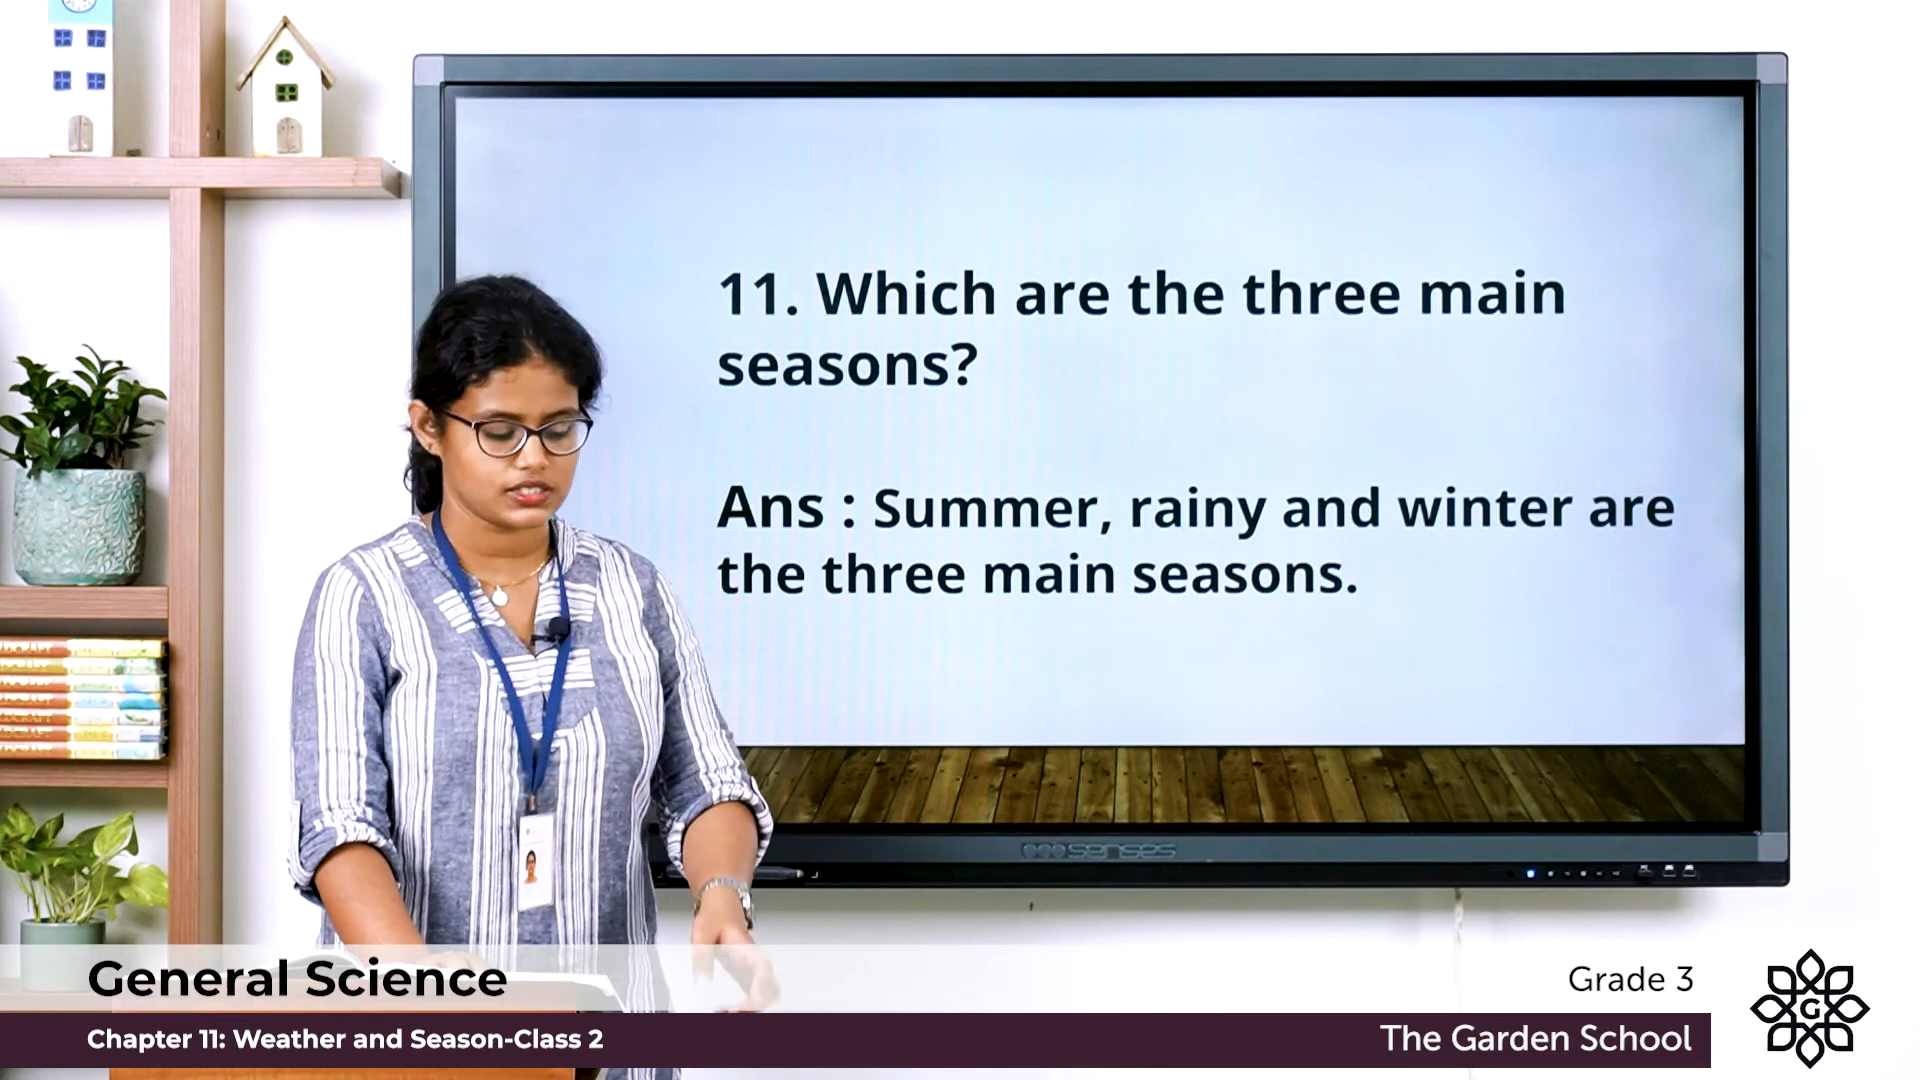 11. Which are the three main
seasons?
Ans : Summer, rainy and winter are
the three main seasons.
senses
General Science
Grade 3
G
Chapter 11: Weather and Season-Class 2
The Garden School